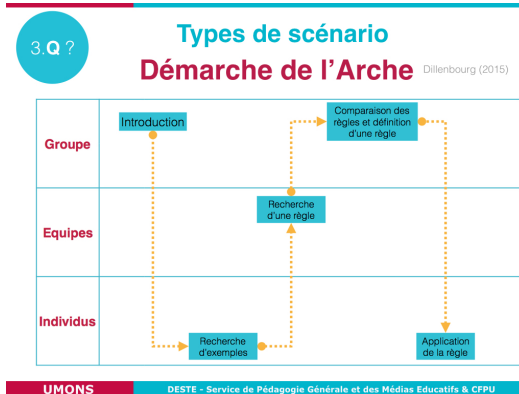 3.Q ?
Types de scénario
Démarche de l'Arche
Dillenbourg (2015)
Groupe
Introduction
Comparaison des
règles et définition
d'une règle
Equipes
Recherche
d'une règle
Individus
Recherche
d'exemples
Application
de la règle
UMONS
DESTE - Service de Pédagogie Générale et des Médias Educatifs & CFPU